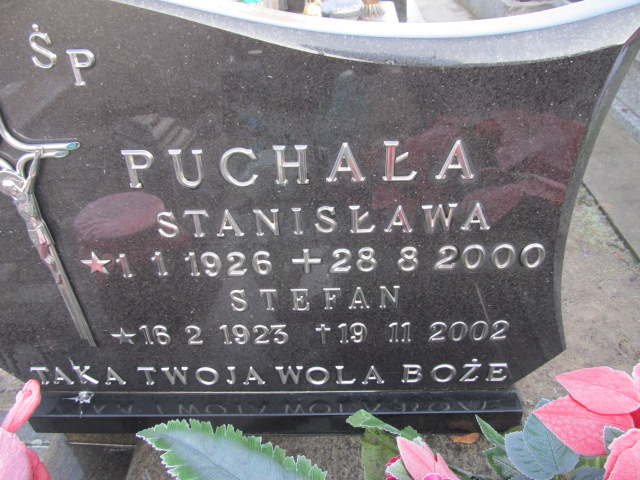 ŚP
PUCHAŁA
STANISŁAWA
★1 1 1926 + 28 8 2000
STEFAN
★16 2 1923 † 19 11 2002
TAKA TWOJA WOLA BOŻE